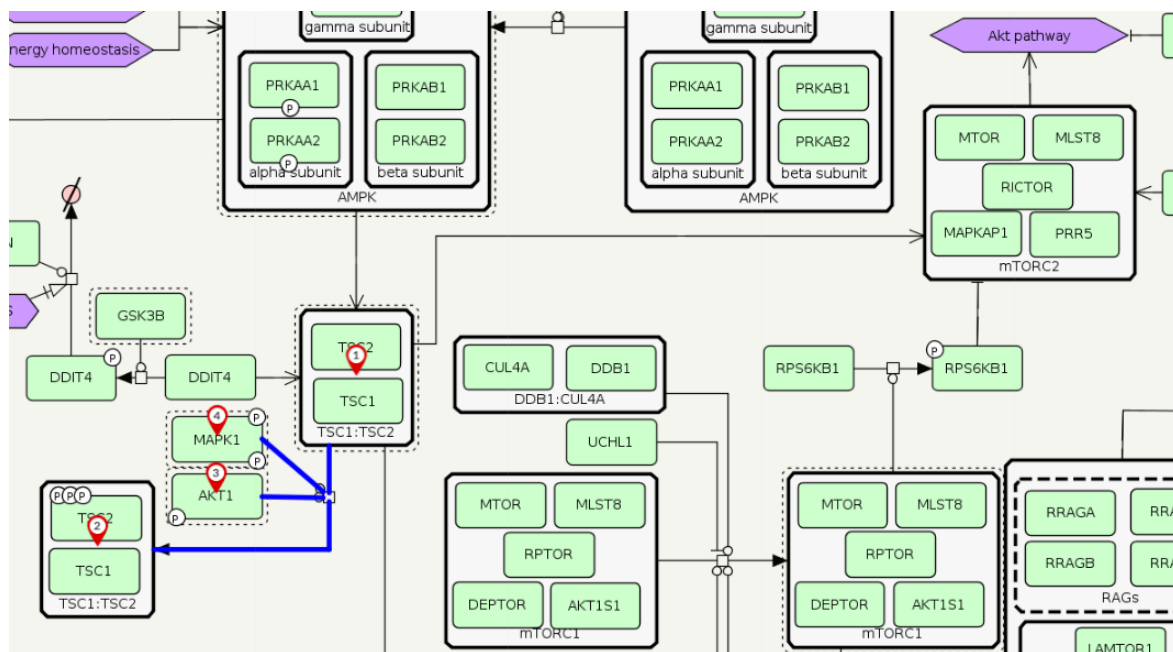 gamma subunit
gamma subunit
nergy homeostasis
Akt pathway
PRKAA1
PRKAB1
PRKAA1
PRKAB1
P
PRKAA2
PRKAB2
PRKAA2
PRKAB2
P
alpha subunit
beta subunit
alpha subunit
beta subunit
AMPK
AMPK
MTOR
MLST8
RICTOR
MAPKAP1
PRR5
mTORC2
N
S
GSK3B
P
DDIT4
DDIT4
TSC2
1
TSC1
TSC1:TSC2
CUL4A
DDB1
DDB1:CUL4A
RPS6KB1
P
RPS6KB1
4
P
MAPK1
P
3
AKT1
P
UCHL1
P P P
TSC2
2
TSC1
TSC1:TSC2
MTOR
MLST8
RPTOR
DEPTOR
AKT1S1
mTORC1
MTOR
MLST8
RPTOR
DEPTOR
AKT1S1
mTORC1
RRAGA
RRA
RRAGB
RRA
RAGs
LAMTOR1